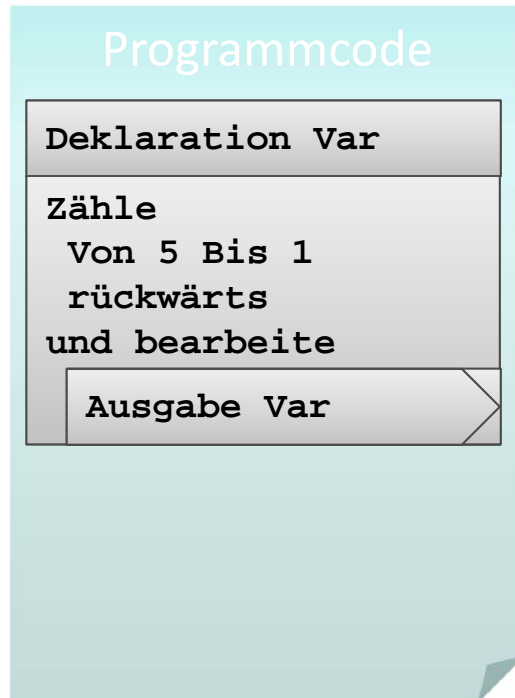 Programmcode
Deklaration Var
Zähle
Von 5 Bis 1
rückwärts
und bearbeite
Ausgabe Var